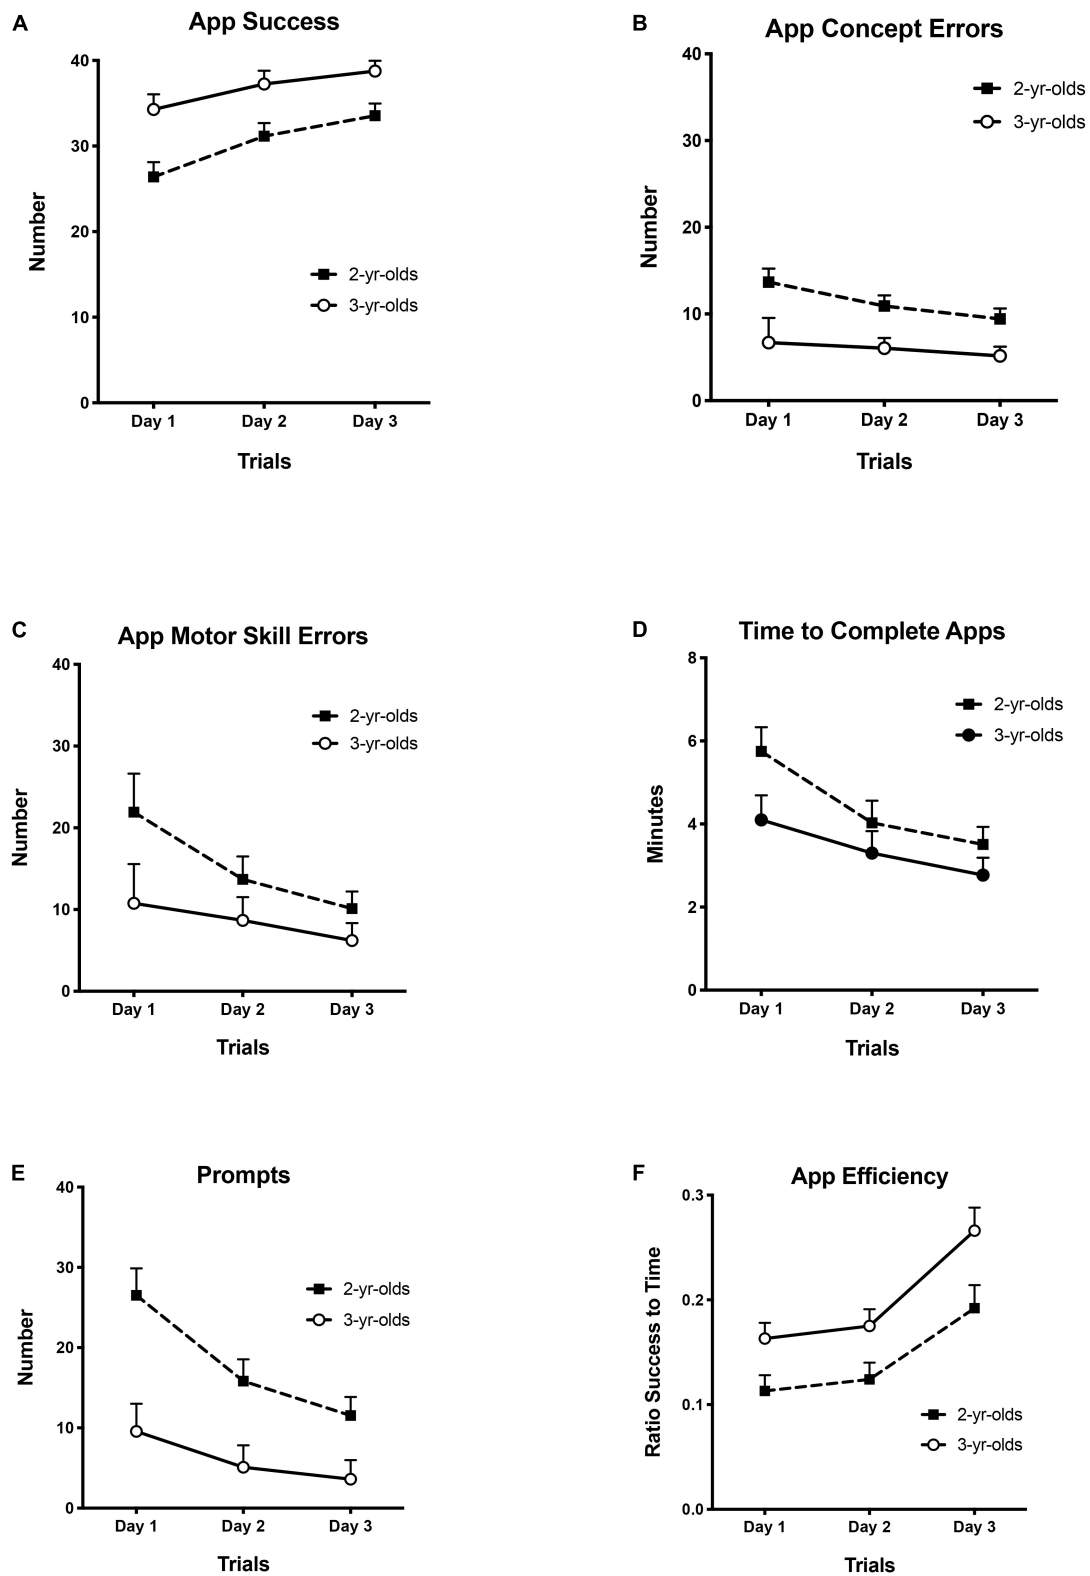 A
App Success
40
30
20
10
0
Number
2-yr-olds
3-yr-olds
Day 1 Day 2 Day 3
Trials
B
App Concept Errors
40
30
20
10
0
Number
2-yr-olds
3-yr-olds
Day 1 Day 2 Day 3
Trials
C
App Motor Skill Errors
40
30
20
10
0
Number
2-yr-olds
3-yr-olds
Day 1 Day 2 Day 3
Trials
D
Time to Complete Apps
8
6
4
2
0
Minutes
2-yr-olds
3-yr-olds
Day 1 Day 2 Day 3
Trials
E
Prompts
40
30
20
10
0
Number
2-yr-olds
3-yr-olds
Day 1 Day 2 Day 3
Trials
F
App Efficiency
0.3
0.2
0.1
0.0
Ratio Success to Time
2-yr-olds
3-yr-olds
Day 1 Day 2 Day 3
Trials